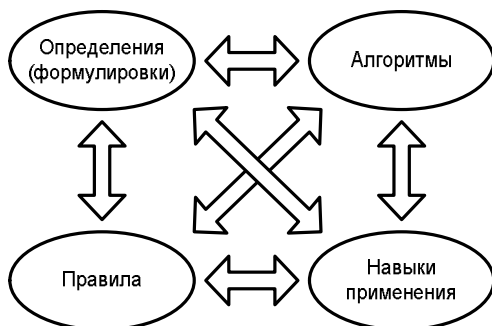 Определения
(формулировки)
Алгоритмы
Правила
Навыки
применения